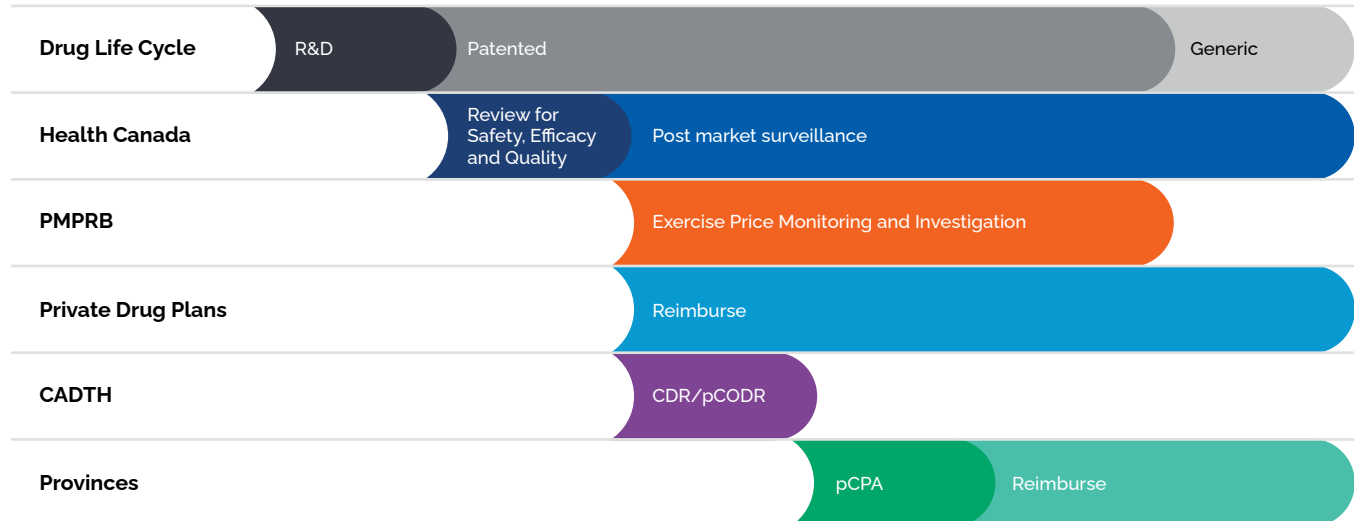 Drug Life Cycle
R&D
Patented
Generic
Health Canada
Review for
Safety, Efficacy
and Quality
Post market surveillance
PMPRB
Exercise Price Monitoring and Investigation
Private Drug Plans
Reimburse
CADTH
CDR/pCODR
Provinces
pCPA
Reimburse